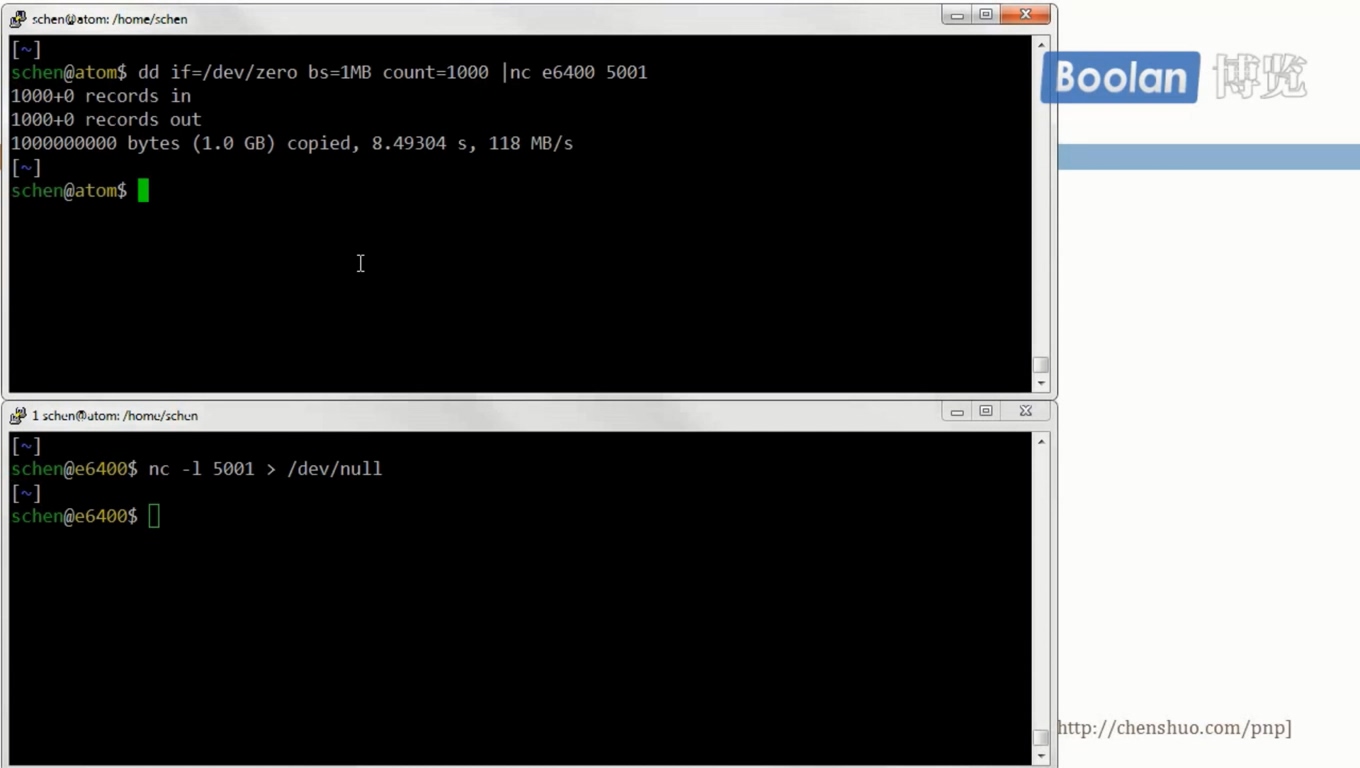 schen@atom: /home/schen
[~]
schen@atom$ dd if=/dev/zero bs=1MB count=1000 |nc e6400 5001
1000+0 records in
1000+0 records out
1000000000 bytes (1.0 GB) copied, 8.49304 s, 118 MB/s
[~]
schen@atom$
Boolan 博览
1 schen@atom: /home/schen
[~]
schen@e6400$ nc -l 5001 > /dev/null
[~]
schen@e6400$
http://chenshuo.com/pnp]